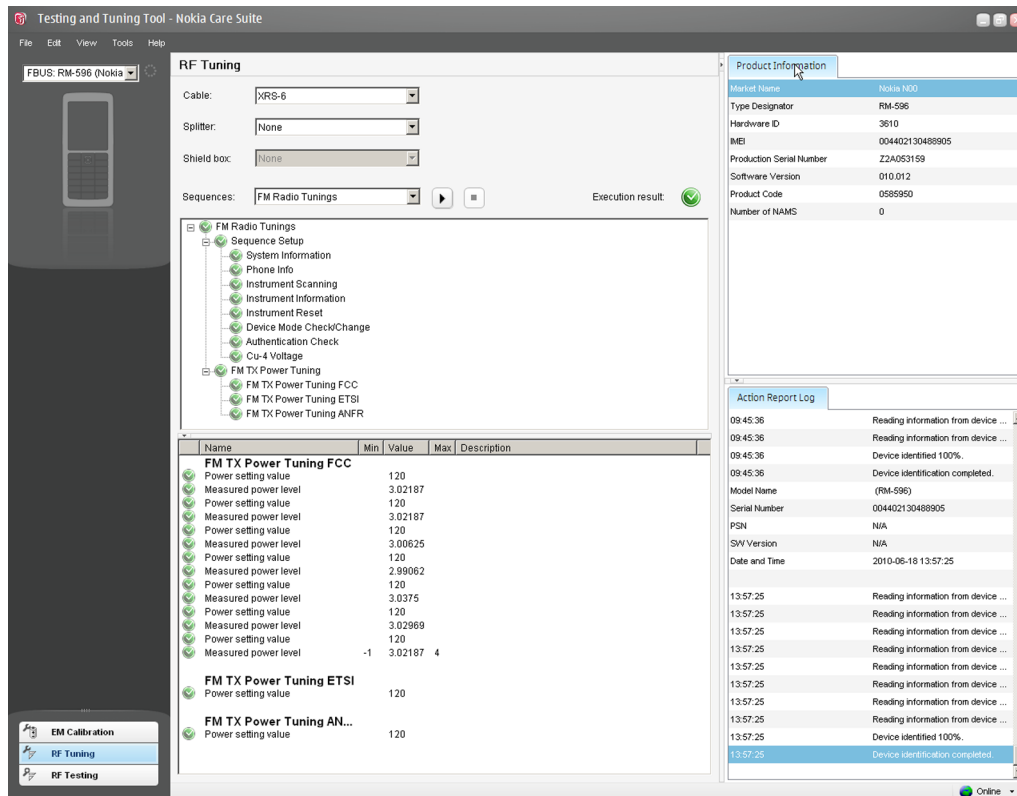 Testing and Tuning Tool - Nokia Care Suite
File Edit View Tools Help
FBUS: RM-596 (Nokia
RF Tuning
Cable: XRS-6
Splitter: None
Shield box: None
Sequences: FM Radio Tunings Execution result:
FM Radio Tunings
Sequence Setup
System Information
Phone Info
Instrument Scanning
Instrument Information
Instrument Reset
Device Mode Check/Change
Authentication Check
Cu-4 Voltage
FM TX Power Tuning
FM TX Power Tuning FCC
FM TX Power Tuning ETSI
FM TX Power Tuning ANFR
Name Min Value Max Description
FM TX Power Tuning FCC
Power setting value 120
Measured power level 3.02187
Power setting value 120
Measured power level 3.02187
Power setting value 120
Measured power level 3.00625
Power setting value 120
Measured power level 2.99062
Power setting value 120
Measured power level 3.0375
Power setting value 120
Measured power level 3.02969
Power setting value 120
Measured power level -1 3.02187 4
FM TX Power Tuning ETSI
Power setting value 120
FM TX Power Tuning AN...
Power setting value 120
EM Calibration
RF Tuning
RF Testing
Product Information
Market Name Nokia N00
Type Designator RM-596
Hardware ID 3610
IMEI 004402130488905
Production Serial Number Z2A053159
Software Version 010.012
Product Code 0585950
Number of NAMS 0
Action Report Log
09:45:36 Reading information from device ...
09:45:36 Reading information from device ...
09:45:36 Device identified 100%.
09:45:36 Device identification completed.
Model Name (RM-596)
Serial Number 004402130488905
PSN N/A
SW Version N/A
Date and Time 2010-06-18 13:57:25
13:57:25 Reading information from device ...
13:57:25 Reading information from device ...
13:57:25 Reading information from device ...
13:57:25 Reading information from device ...
13:57:25 Reading information from device ...
13:57:25 Reading information from device ...
13:57:25 Reading information from device ...
13:57:25 Reading information from device ...
13:57:25 Device identified 100%.
13:57:25 Device identification completed.
Online